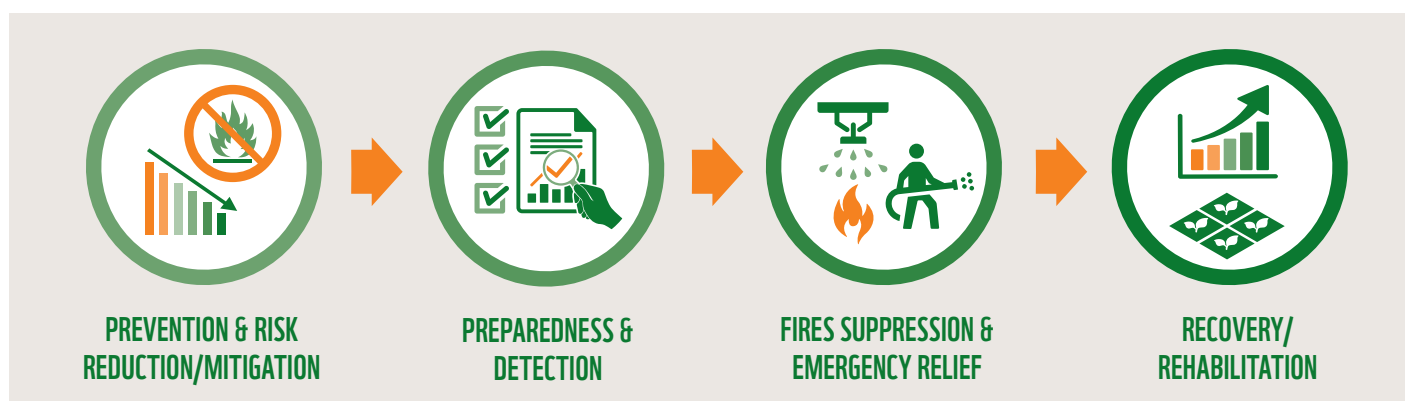 PREVENTION & RISK
REDUCTION/MITIGATION
PREPAREDNESS &
DETECTION
FIRES SUPPRESSION &
EMERGENCY RELIEF
RECOVERY/
REHABILITATION